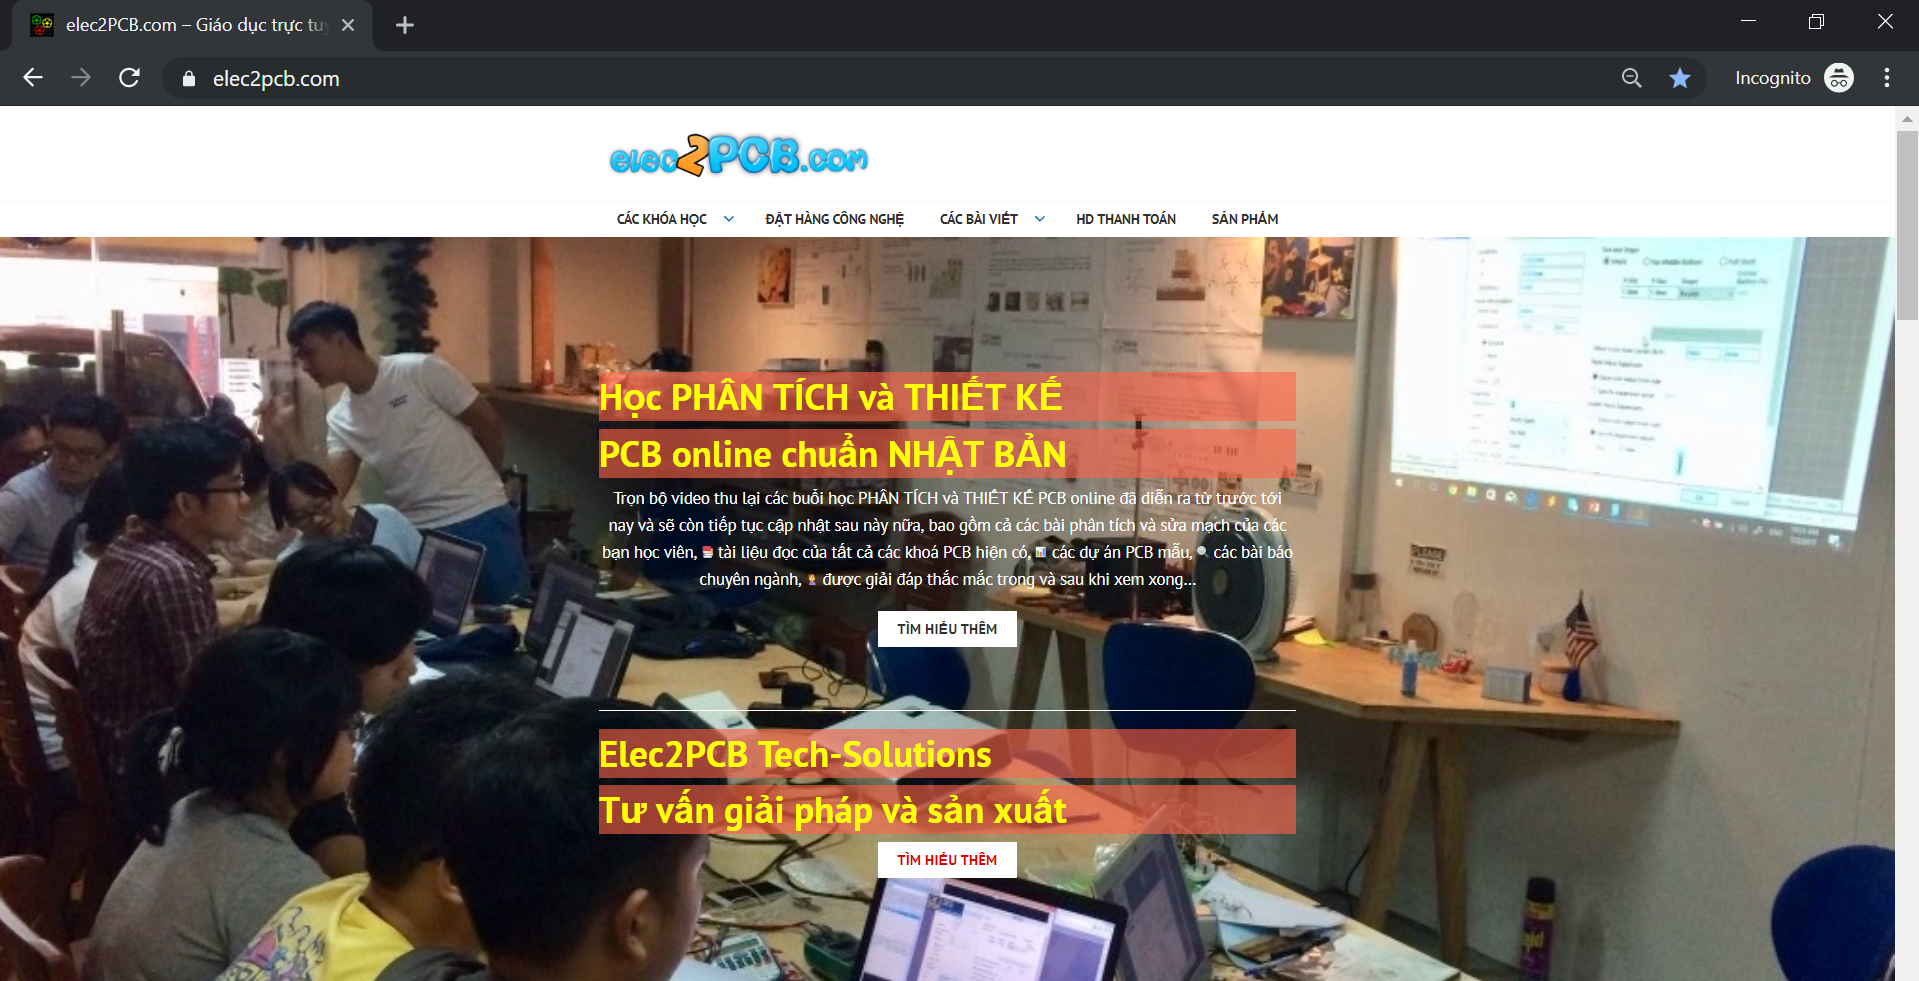 elec2PCB.com – Giáo dục trực tuy
elec2pcb.com
Incognito
elec2PCB.com
CÁC KHÓA HỌC
ĐẶT HÀNG CÔNG NGHỆ
CÁC BÀI VIẾT
HD THANH TOÁN
SẢN PHẨM
Học PHÂN TÍCH và THIẾT KẾ
PCB online chuẩn NHẬT BẢN
Trọn bộ video thu lại các buổi học PHÂN TÍCH và THIẾT KẾ PCB online đã diễn ra từ trước tới
nay và sẽ còn tiếp tục cập nhật sau này nữa, bao gồm cả các bài phân tích và sửa mạch của các
bạn học viên, 📚 tài liệu đọc của tất cả các khoá PCB hiện có, 📊 các dự án PCB mẫu, 🔍 các bài báo
chuyên ngành, 🙋 được giải đáp thắc mắc trong và sau khi xem xong...
TÌM HIỂU THÊM
Elec2PCB Tech-Solutions
Tư vấn giải pháp và sản xuất
TÌM HIỂU THÊM